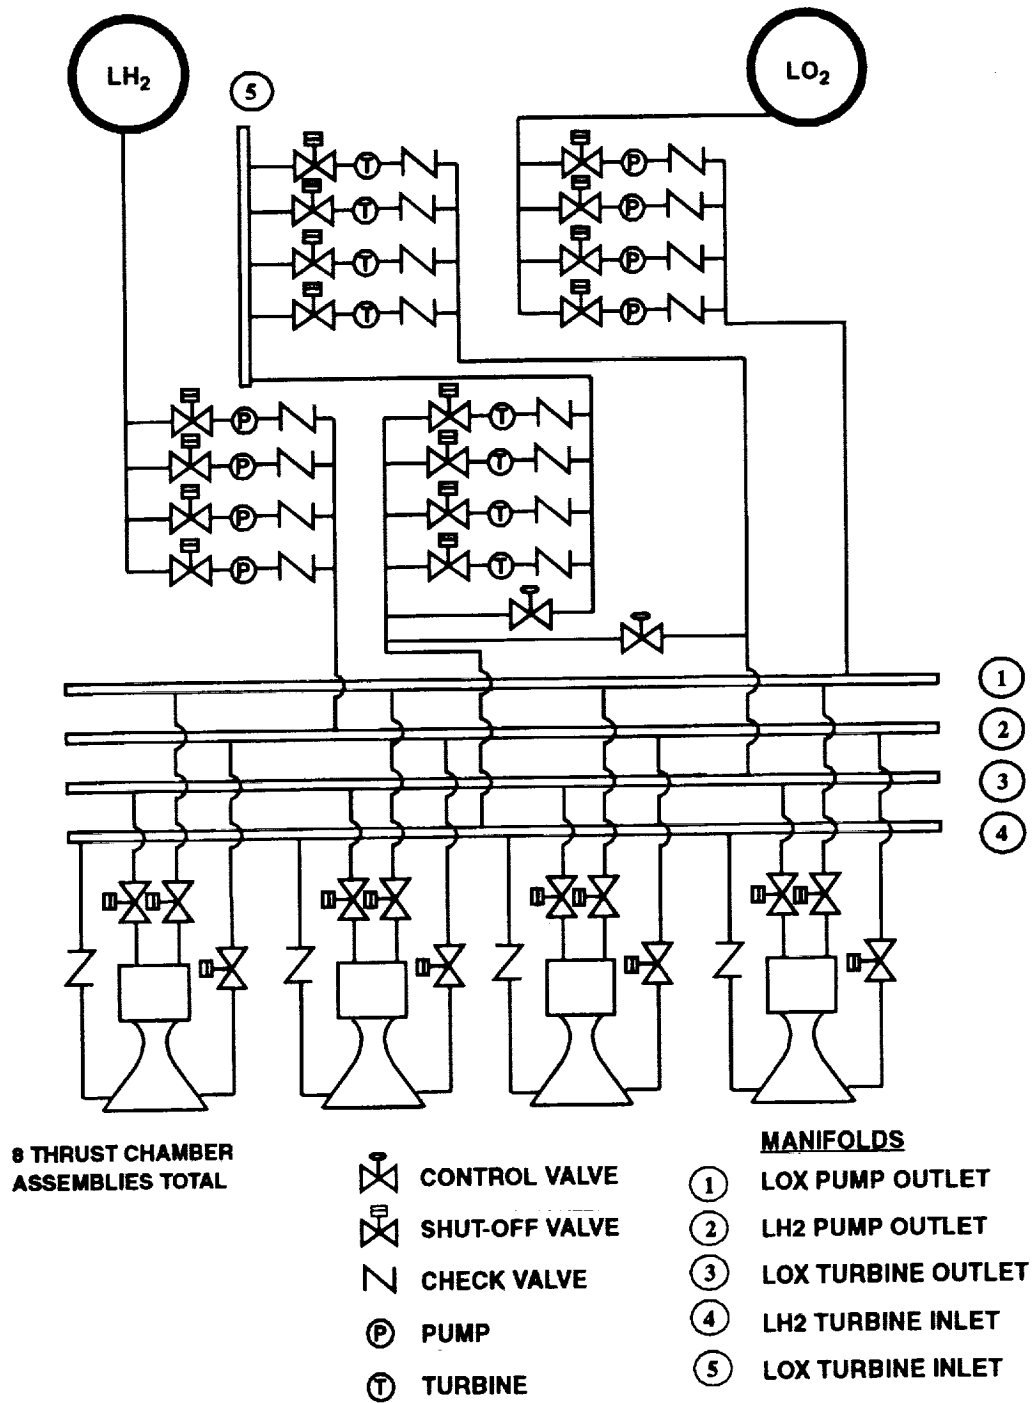 LH2
5
LO2
T
P
T
P
T
P
T
P
P
T
P
T
P
T
P
T
1
2
3
4
8 THRUST CHAMBER
ASSEMBLIES TOTAL
CONTROL VALVE
SHUT-OFF VALVE
CHECK VALVE
P PUMP
T TURBINE
MANIFOLDS
1 LOX PUMP OUTLET
2 LH2 PUMP OUTLET
3 LOX TURBINE OUTLET
4 LH2 TURBINE INLET
5 LOX TURBINE INLET